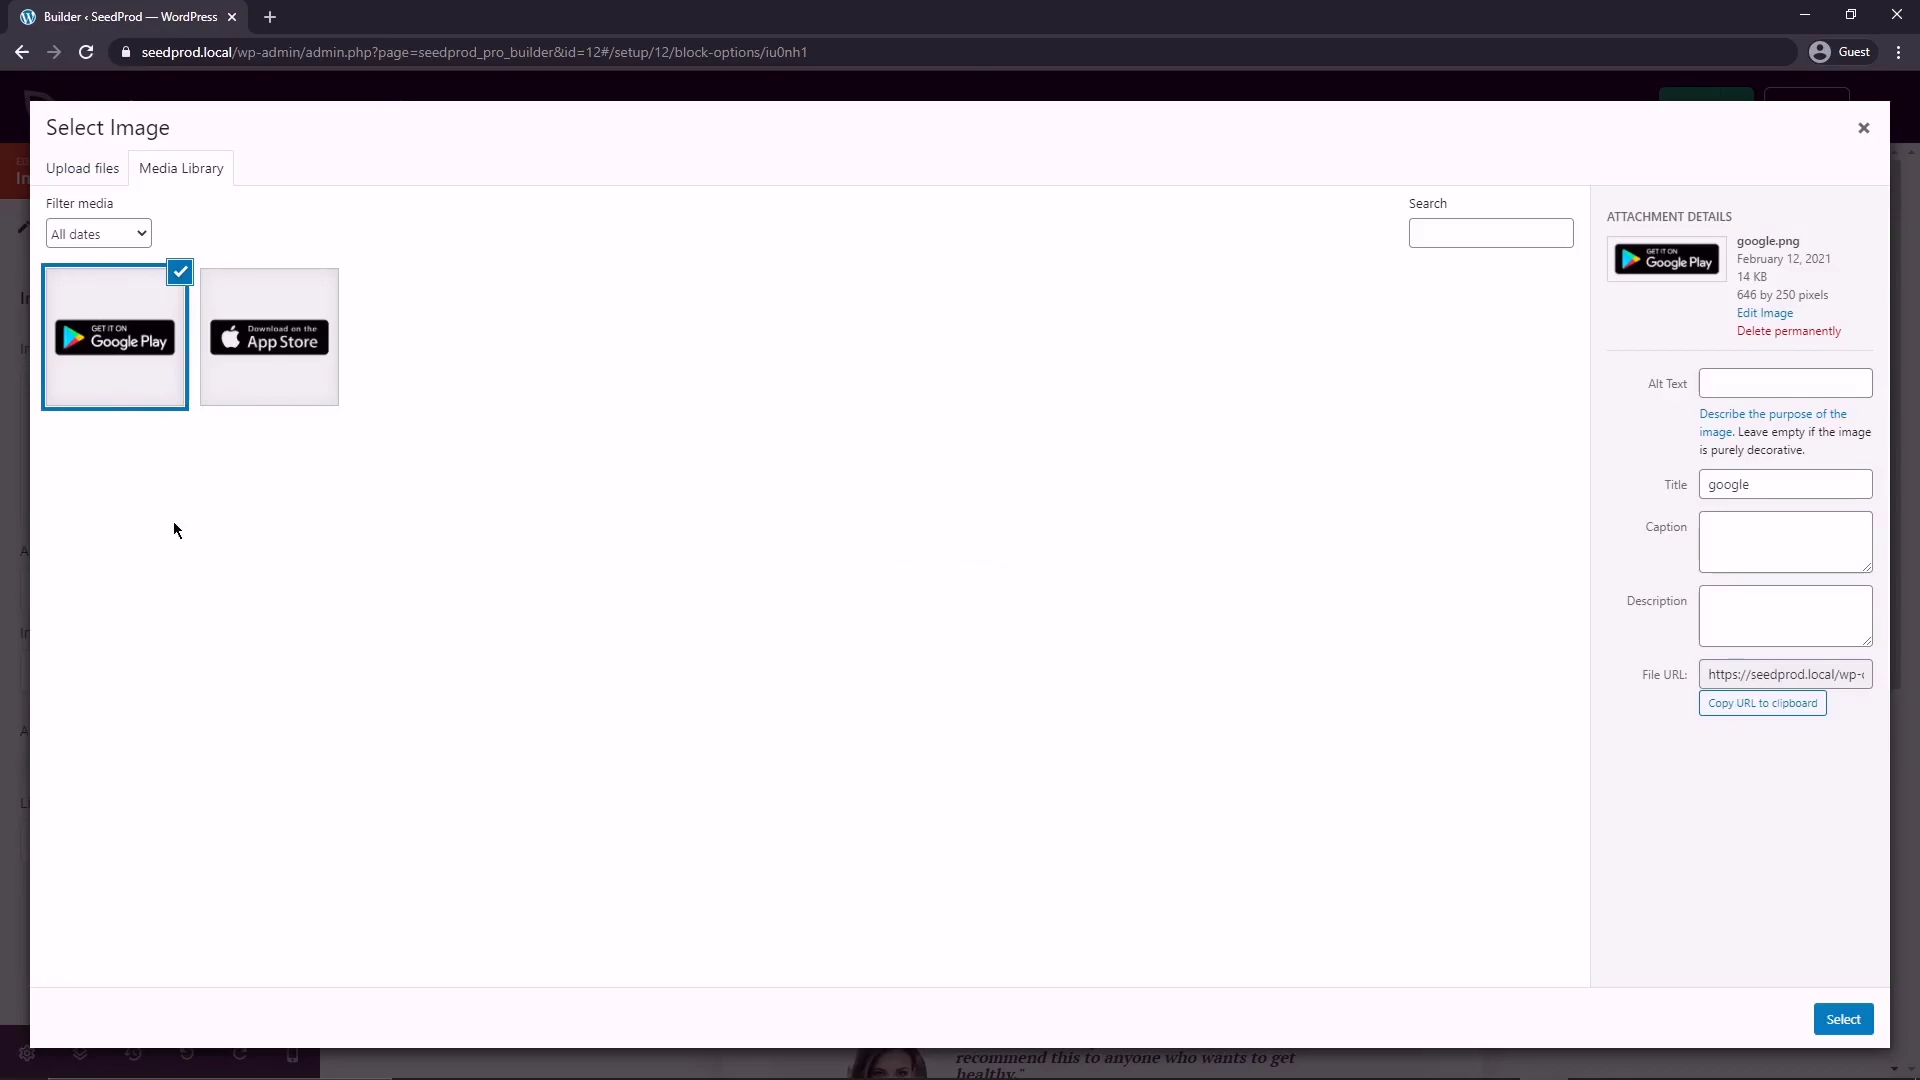 Builder ‹ SeedProd — WordPress
seedprod.local/wp-admin/admin.php?page=seedprod_pro_builder&id=12#/setup/12/block-options/iu0nh1
Guest
Select Image
Upload files
Media Library
Filter media
All dates
Search
GET IT ON
Google Play
Download on the
App Store
ATTACHMENT DETAILS
GET IT ON
Google Play
google.png
February 12, 2021
14 KB
646 by 250 pixels
Edit Image
Delete permanently
Alt Text
Describe the purpose of the
image. Leave empty if the image
is purely decorative.
Title
google
Caption
Description
File URL:
https://seedprod.local/wp-
Copy URL to clipboard
Select
recommend this to anyone who wants to get
healthy."